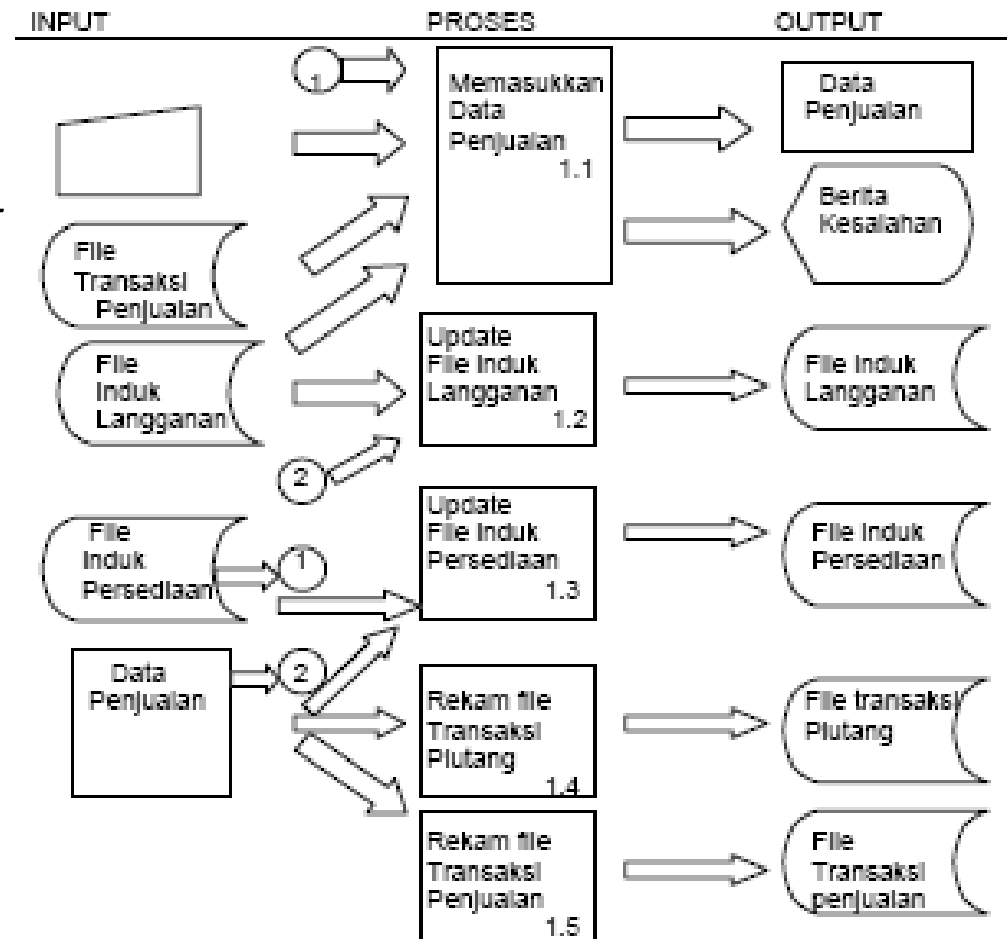 INPUT PROSES OUTPUT
1
Memasukkan
Data
Penjualan
1.1
Data
Penjualan
Berita
Kesalahan
File
Transaksi
Penjualan
File
Induk
Langganan
Update
File Induk
Langganan
1.2
File Induk
Langganan
2
File
Induk
Persediaan
1
Update
File Induk
Persediaan
1.3
File Induk
Persediaan
Data
Penjualan
2
Rekam file
Transaksi
Piutang
1.4
File transaksi
Piutang
Rekam file
Transaksi
Penjualan
1.5
File
Transaksi
penjualan